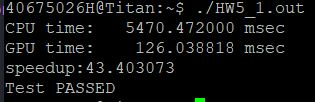 40675026H@Titan:~$ ./HW5_1.out
CPU time:   5470.472000 msec
GPU time:    126.038818 msec
speedup:43.403073
Test PASSED